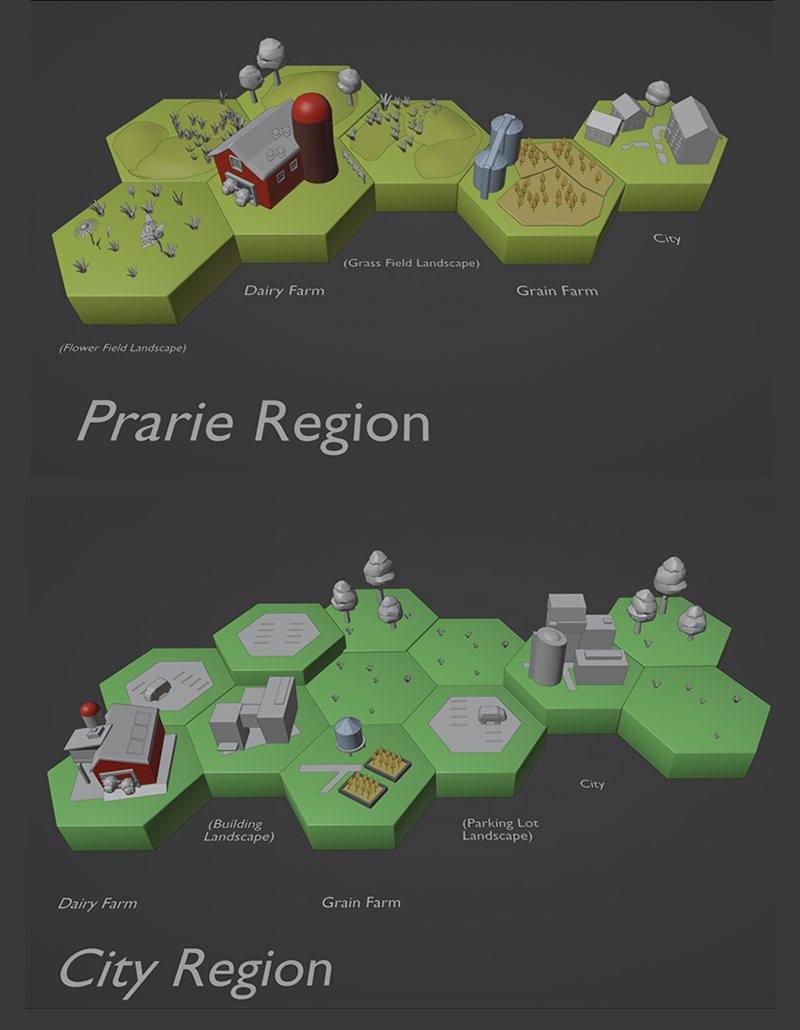 City
(Grass Field Landscape)
Dairy Farm
Grain Farm
(Flower Field Landscape)
Prarie Region
City
(Building
Landscape)
(Parking Lot
Landscape)
Dairy Farm
Grain Farm
City Region